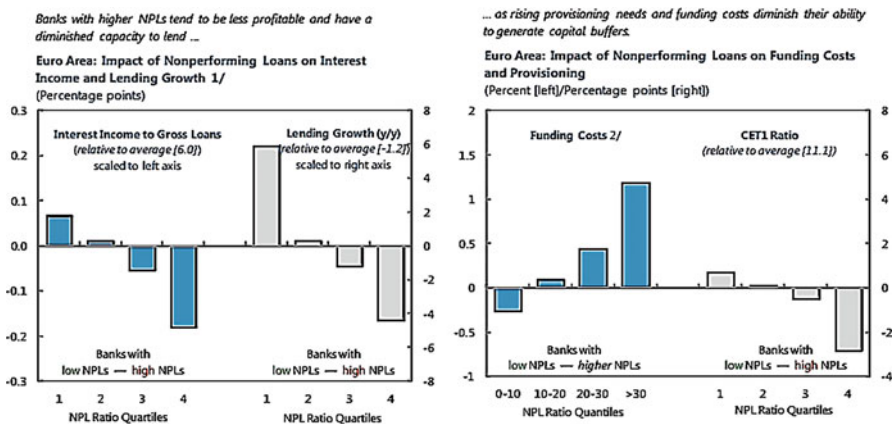 Banks with higher NPLs tend to be less profitable and have a
diminished capacity to lend ...
Euro Area: Impact of Nonperforming Loans on Interest
Income and Lending Growth 1/
(Percentage points)
0.3
0.2
0.1
0.0
-0.1
-0.2
-0.3
8
6
4
2
0
-2
-4
-6
-8
Interest Income to Gross Loans
(relative to average [6.0])
scaled to left axis
Lending Growth (y/y)
(relative to average [-1.2])
scaled to right axis
Banks with
low NPLs — high NPLs
Banks with
low NPLs — high NPLs
1 2 3 4 1 2 3 4
NPL Ratio Quartiles
NPL Ratio Quartiles
... as rising provisioning needs and funding costs diminish their ability
to generate capital buffers.
Euro Area: Impact of Nonperforming Loans on Funding Costs
and Provisioning
(Percent [left]/Percentage points [right])
2
1.5
1
0.5
0
-0.5
-1
8
6
4
2
0
-2
-4
Funding Costs 2/
CET1 Ratio
(relative to average [11.1])
Banks with
low NPLs — higher NPLs
Banks with
low NPLs — high NPLs
0-10 10-20 20-30 >30 1 2 3 4
NPL Ratio Quantiles
NPL Ratio Quartiles